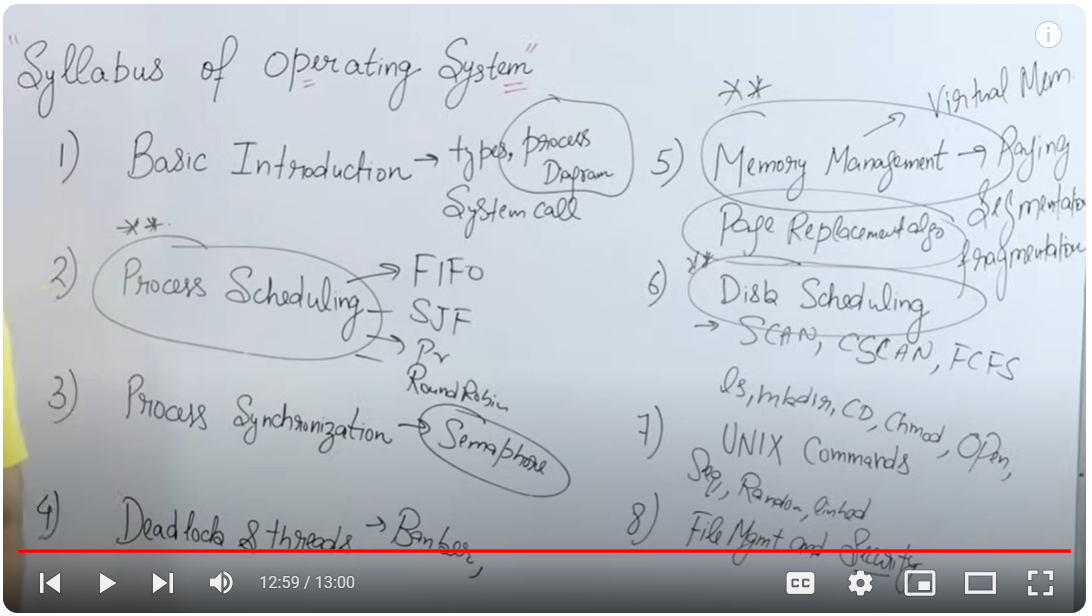 "Syllabus of Operating System"
1) Basic Introduction → types, process
Diagram
System call
**
2) Process Scheduling → FIFO
SJF
Pr
Round Robin
3) Process Synchronization → Semaphore
4) Deadlock & threads → Banker,
**
Virtual Mem.
5) Memory Management → Paging
Segmentation
fragmentation
Page Replacement algo
**
6) Disk Scheduling
→ SCAN, CSCAN, FCFS
ls, mkdir, CD, Chmod, Open,
7) UNIX Commands
Seq, Random, linked
8) File Mgmt and Security
12:59 / 13:00
CC